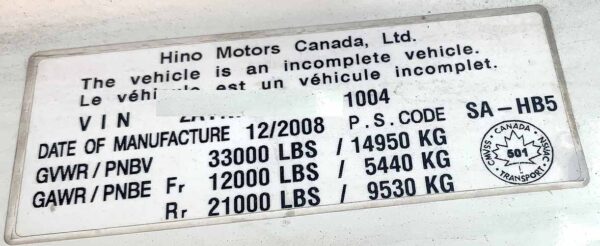 Hino Motors Canada, Ltd.
The vehicle is an incomplete vehicle.
Le véhi est un véhicule incomplet.
VIN 1004
DATE OF MANUFACTURE 12/2008 P.S.CODE SA-HB5
GVWR/PNBV 33000 LBS / 14950 KG
GAWR/PNBE Fr 12000 LBS / 5440 KG
Rr 21000 LBS / 9530 KG
CANADA
501
TRANSPORT